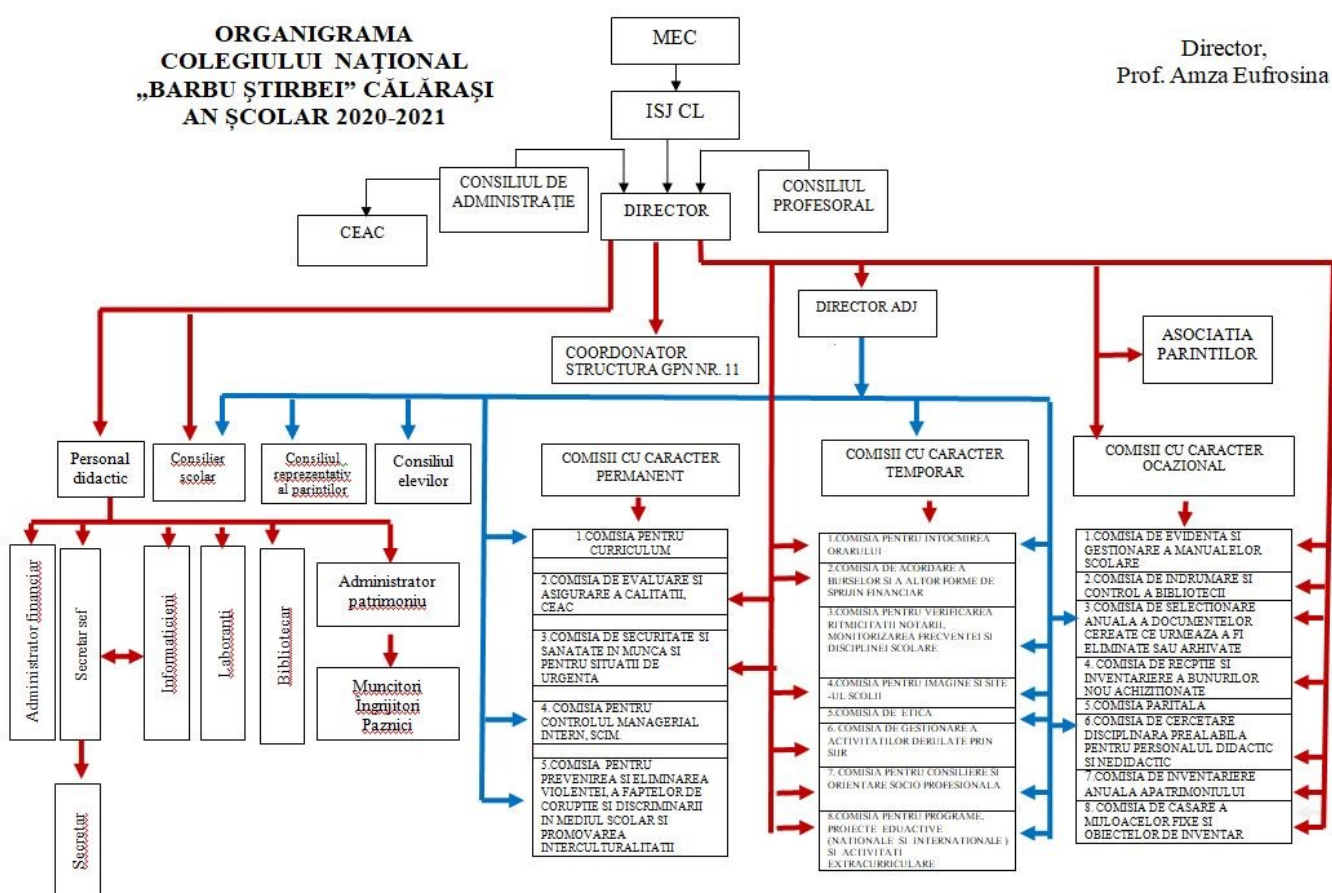 ORGANIGRAMA
COLEGIULUI NAŢIONAL
„BARBU ŞTIRBEI” CĂLĂRAŞI
AN ȘCOLAR 2020-2021
MEC
Director,
Prof. Amza Eufrosina
ISJ CL
CONSILIUL DE
ADMINISTRAȚIE
CONSILIUL
PROFESORAL
DIRECTOR
CEAC
DIRECTOR ADJ
COORDONATOR
STRUCTURA GPN NR. 11
ASOCIATIA
PARINTILOR
Personal
didactic
Consilier
scolar
Consiliul
reprezentativ
al parintilor
Consiliul
elevilor
COMISII CU CARACTER
PERMANENT
COMISII CU CARACTER
TEMPORAR
COMISII CU CARACTER
OCAZIONAL
Administrator financiar
Secretar sef
Informaticieni
Laboranti
Bibliotecar
Administrator
patrimoniu
Muncitori
Ingrijitori
Paznici
Secretar
1.COMISIA PENTRU
CURRICULUM
2.COMISIA DE EVALUARE SI
ASIGURARE A CALITATII,
CEAC
3.COMISIA DE SECURITATE SI
SANATATE IN MUNCA SI
PENTRU SITUATII DE
URGENTA
4. COMISIA PENTRU
CONTROLUL MANAGERIAL
INTERN, SCIM.
5.COMISIA PENTRU
PREVENIREA SI ELIMINAREA
VIOLENTEI, A FAPTELOR DE
CORUPTIE SI DISCRIMINARII
IN MEDIUL SCOLAR SI
PROMOVAREA
INTERCULTURALITATII
1.COMISIA PENTRU INTOCMIREA
ORARULUI
2.COMISIA DE ACORDARE A
BURSELOR SI A ALTOR FORME DE
SPRIJIN FINANCIAR
3.COMISIA PENTRU VERIFICAREA
RITMICITATII NOTARII,
MONITORIZAREA FRECVENTEI SI
DISCIPLINEI SCOLARE
4.COMISIA PENTRU IMAGINE SI SITE
-UL SCOLII
5.COMISIA DE ETICA
6. COMISIA DE GESTIONARE A
ACTIVITATILOR DERULATE PRIN
SIIR
7. COMISIA PENTRU CONSILIERE SI
ORIENTARE SOCIO PROFESIONALA
8.COMISIA PENTRU PROGRAME,
PROIECTE EDUACTIVE
(NATIONALE SI INTERNATIONALE)
SI ACTIVITATI
EXTRACURRICULARE
1.COMISIA DE EVIDENTA SI
GESTIONARE A MANUALELOR
SCOLARE
2.COMISIA DE INDRUMARE SI
CONTROL A BIBLIOTECII
3.COMISIA DE SELECTIONARE
ANUALA A DOCUMENTELOR
CEREATE CE URMEAZA A FI
ELIMINATE SAU ARHIVATE
4. COMISIA DE RECPTIE SI
INVENTARIERE A BUNURILOR
NOU ACHIZITIONATE
5.COMISIA PARITALA
6.COMISIA DE CERCETARE
DISCIPLINARA PREALABILA
PENTRU PERSONALUL DIDACTIC
SI NEDIDACTIC
7.COMISIA DE INVENTARIERE
ANUALA APATRIMONIULUI
8. COMISIA DE CASARE A
MIJLOACELOR FIXE SI
OBIECTELOR DE INVENTAR